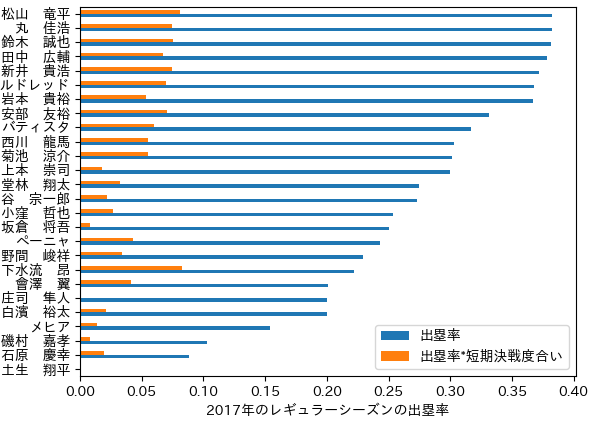 松山　竜平
丸　佳浩
鈴木　誠也
田中　広輔
新井　貴浩
ルドレッド
岩本　貴裕
安部　友裕
バティスタ
西川　龍馬
菊池　涼介
上本　崇司
堂林　翔太
谷　宗一郎
小窪　哲也
坂倉　将吾
ペーニャ
野間　峻祥
下水流　昂
會澤　翼
庄司　隼人
白濱　裕太
メヒア
磯村　嘉孝
石原　慶幸
土生　翔平
出塁率
出塁率*短期決戦度合い
0.00 0.05 0.10 0.15 0.20 0.25 0.30 0.35 0.40
2017年のレギュラーシーズンの出塁率